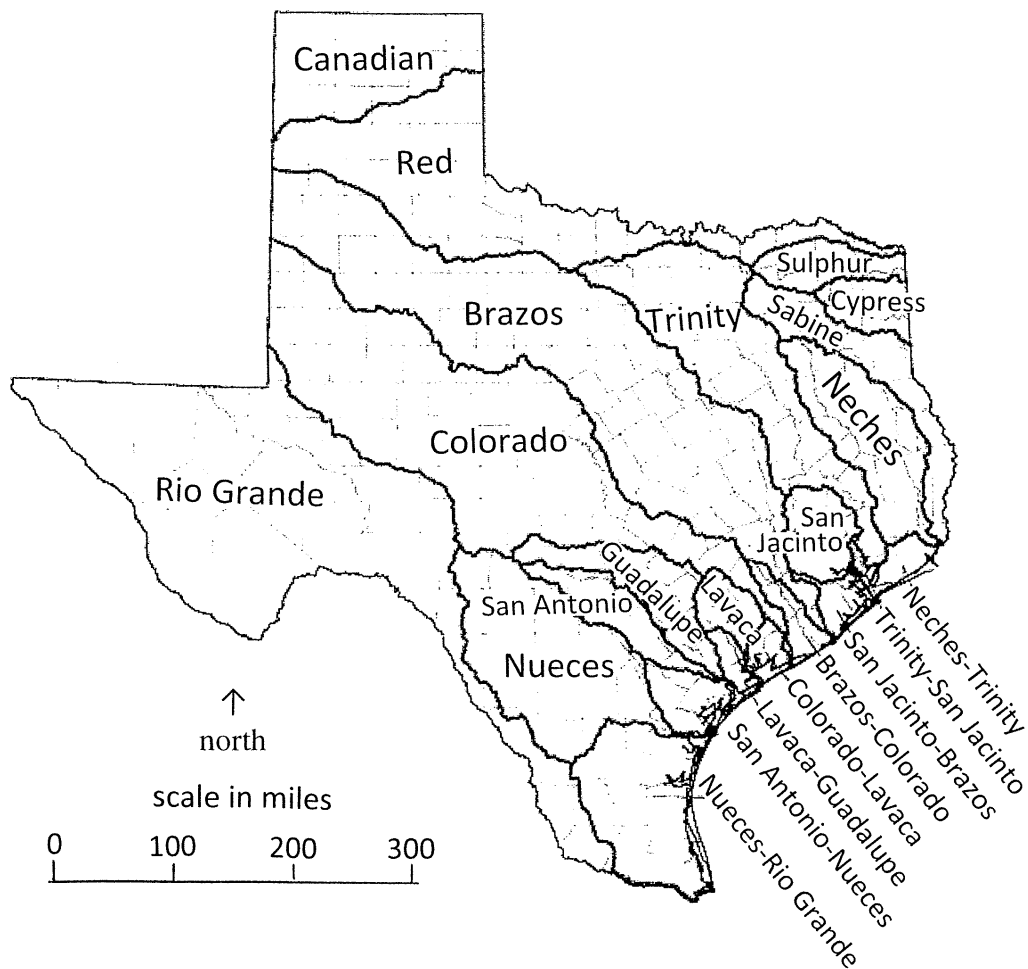 Canadian
Red
Sulphur
Cypress
Brazos
Trinity
Sabine
Neches
Colorado
Rio Grande
San
Jacinto
Guadalupe
Lavaca
San Antonio
Nueces
Neches-Trinity
Trinity-San Jacinto
San Jacinto-Brazos
Brazos-Colorado
Colorado-Lavaca
Lavaca-Guadalupe
San Antonio-Nueces
Nueces-Rio Grande
north
scale in miles
0 100 200 300